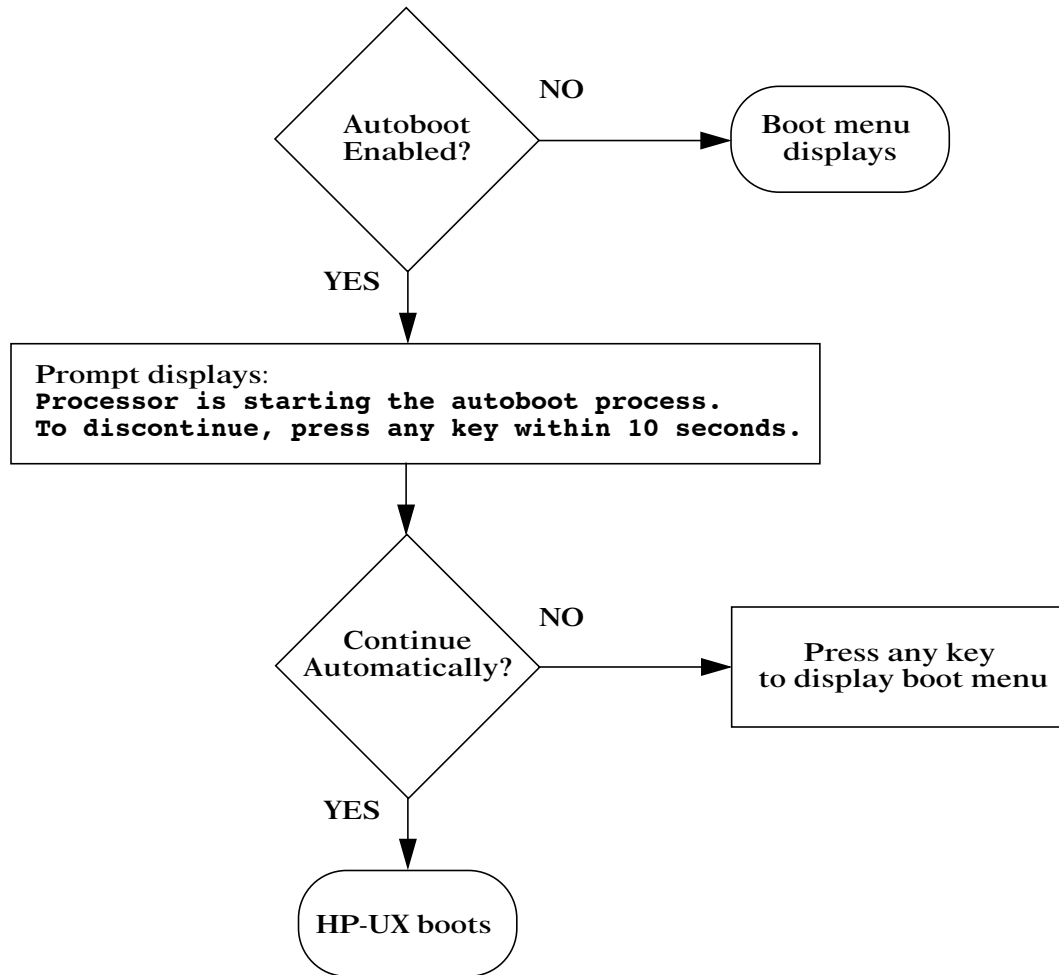 NO
Autoboot
Enabled?
Boot menu
displays
YES
Prompt displays:
Processor is starting the autoboot process.
To discontinue, press any key within 10 seconds.
NO
Continue
Automatically?
Press any key
to display boot menu
YES
HP-UX boots